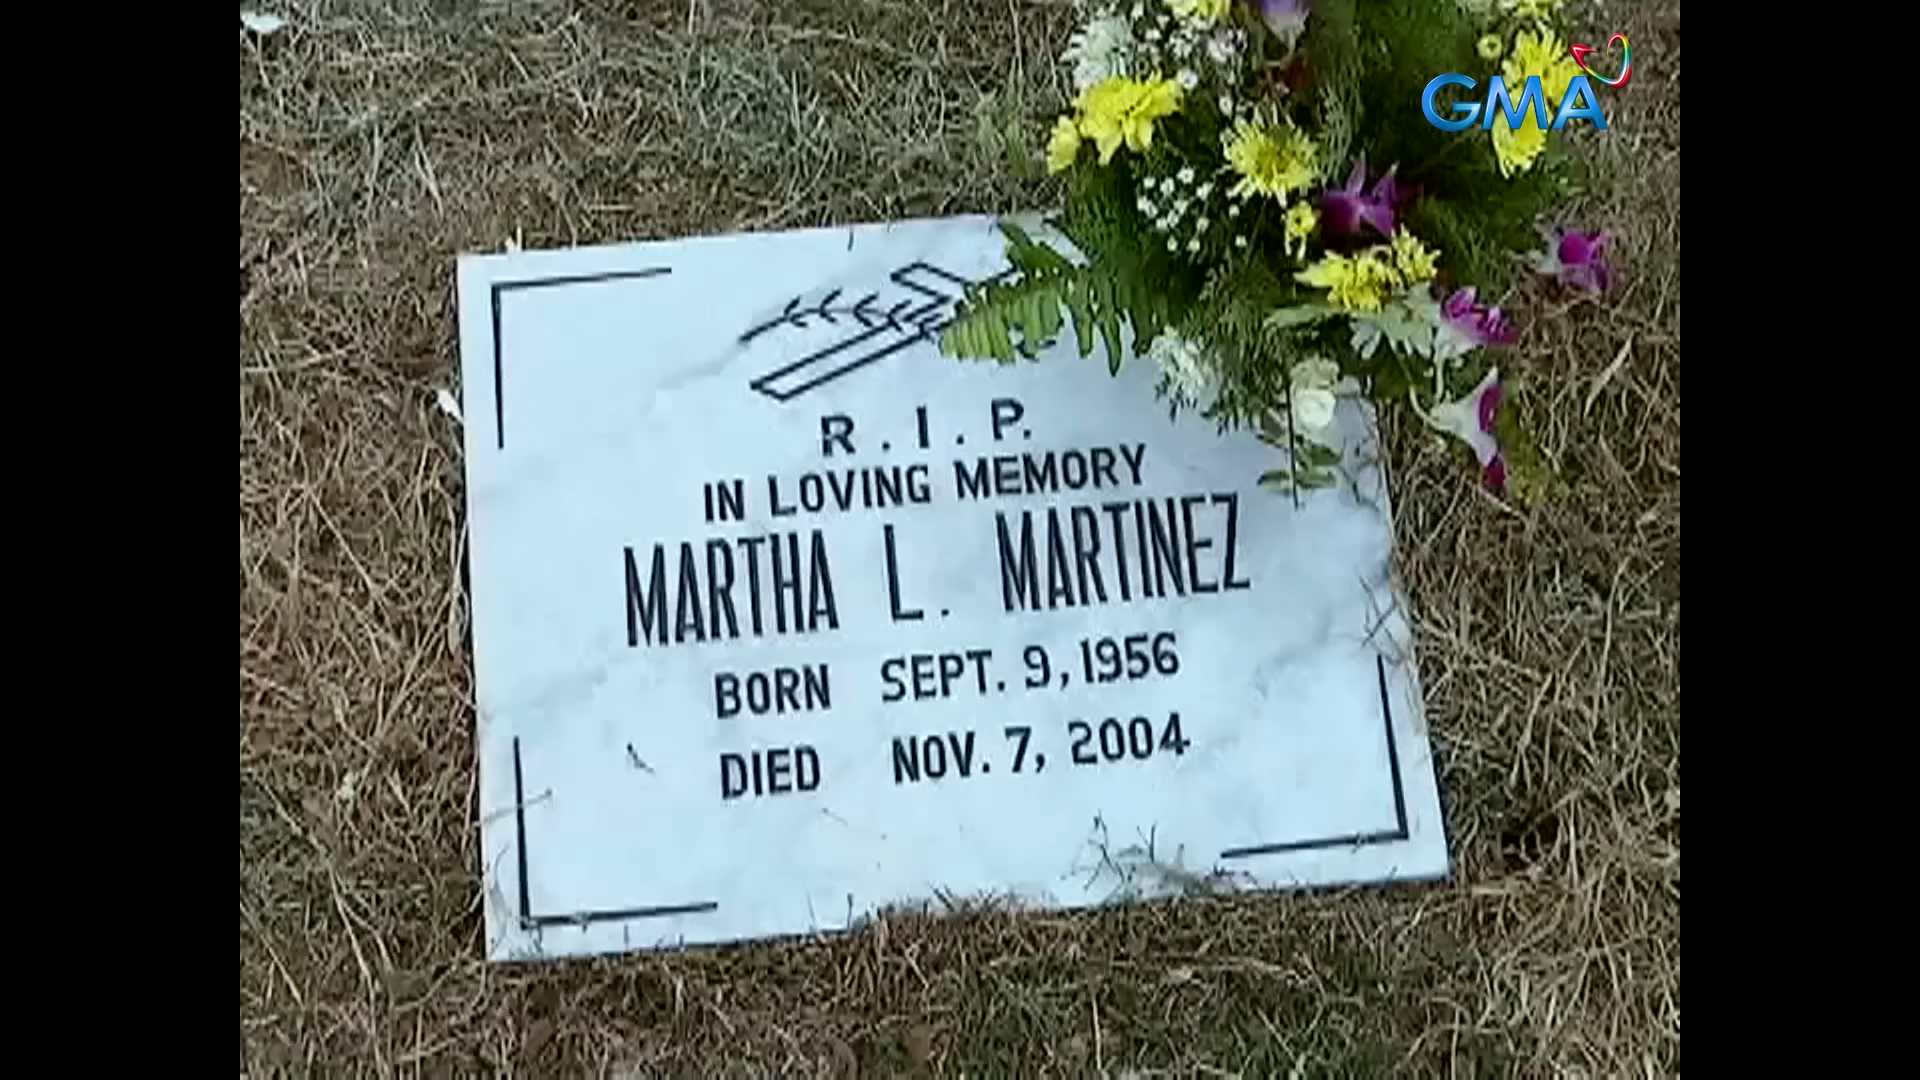 GMA
R.I.P.
IN LOVING MEMORY
MARTHA L. MARTINEZ
BORN SEPT. 9, 1956
DIED NOV. 7, 2004